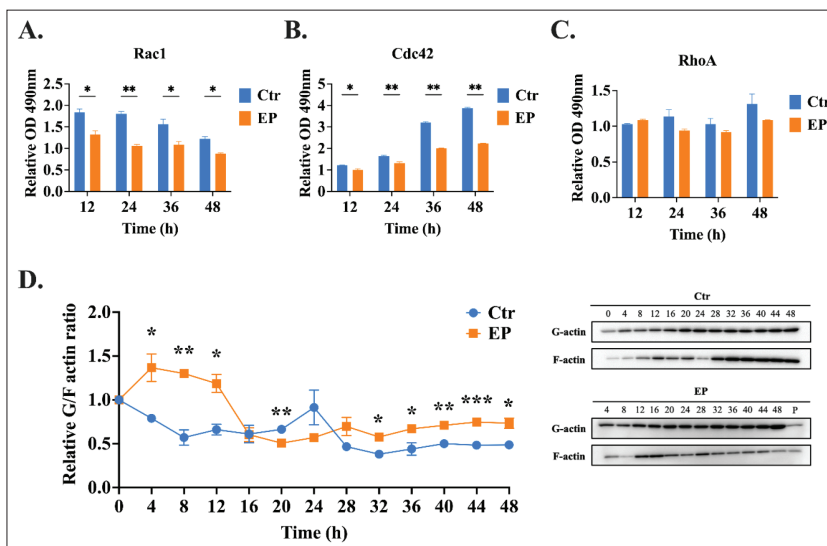 A.
Rac1
Relative OD 490nm
2.5
2.0
1.5
1.0
0.5
0.0
* ** * *
Ctr
EP
12 24 36 48
Time (h)
B.
Cdc42
Relative OD 490nm
5
4
3
2
1
0
* ** ** **
Ctr
EP
12 24 36 48
Time (h)
C.
RhoA
Relative OD 490nm
1.5
1.0
0.5
0.0
Ctr
EP
12 24 36 48
Time (h)
D.
Relative G/F actin ratio
2.0
1.5
1.0
0.5
0.0
Ctr
EP
* ** * ** * * ** *** *
0 4 8 12 16 20 24 28 32 36 40 44 48
Time (h)
Ctr
0 4 8 12 16 20 24 28 32 36 40 44 48
G-actin
F-actin
EP
4 8 12 16 20 24 28 32 36 40 44 48 P
G-actin
F-actin